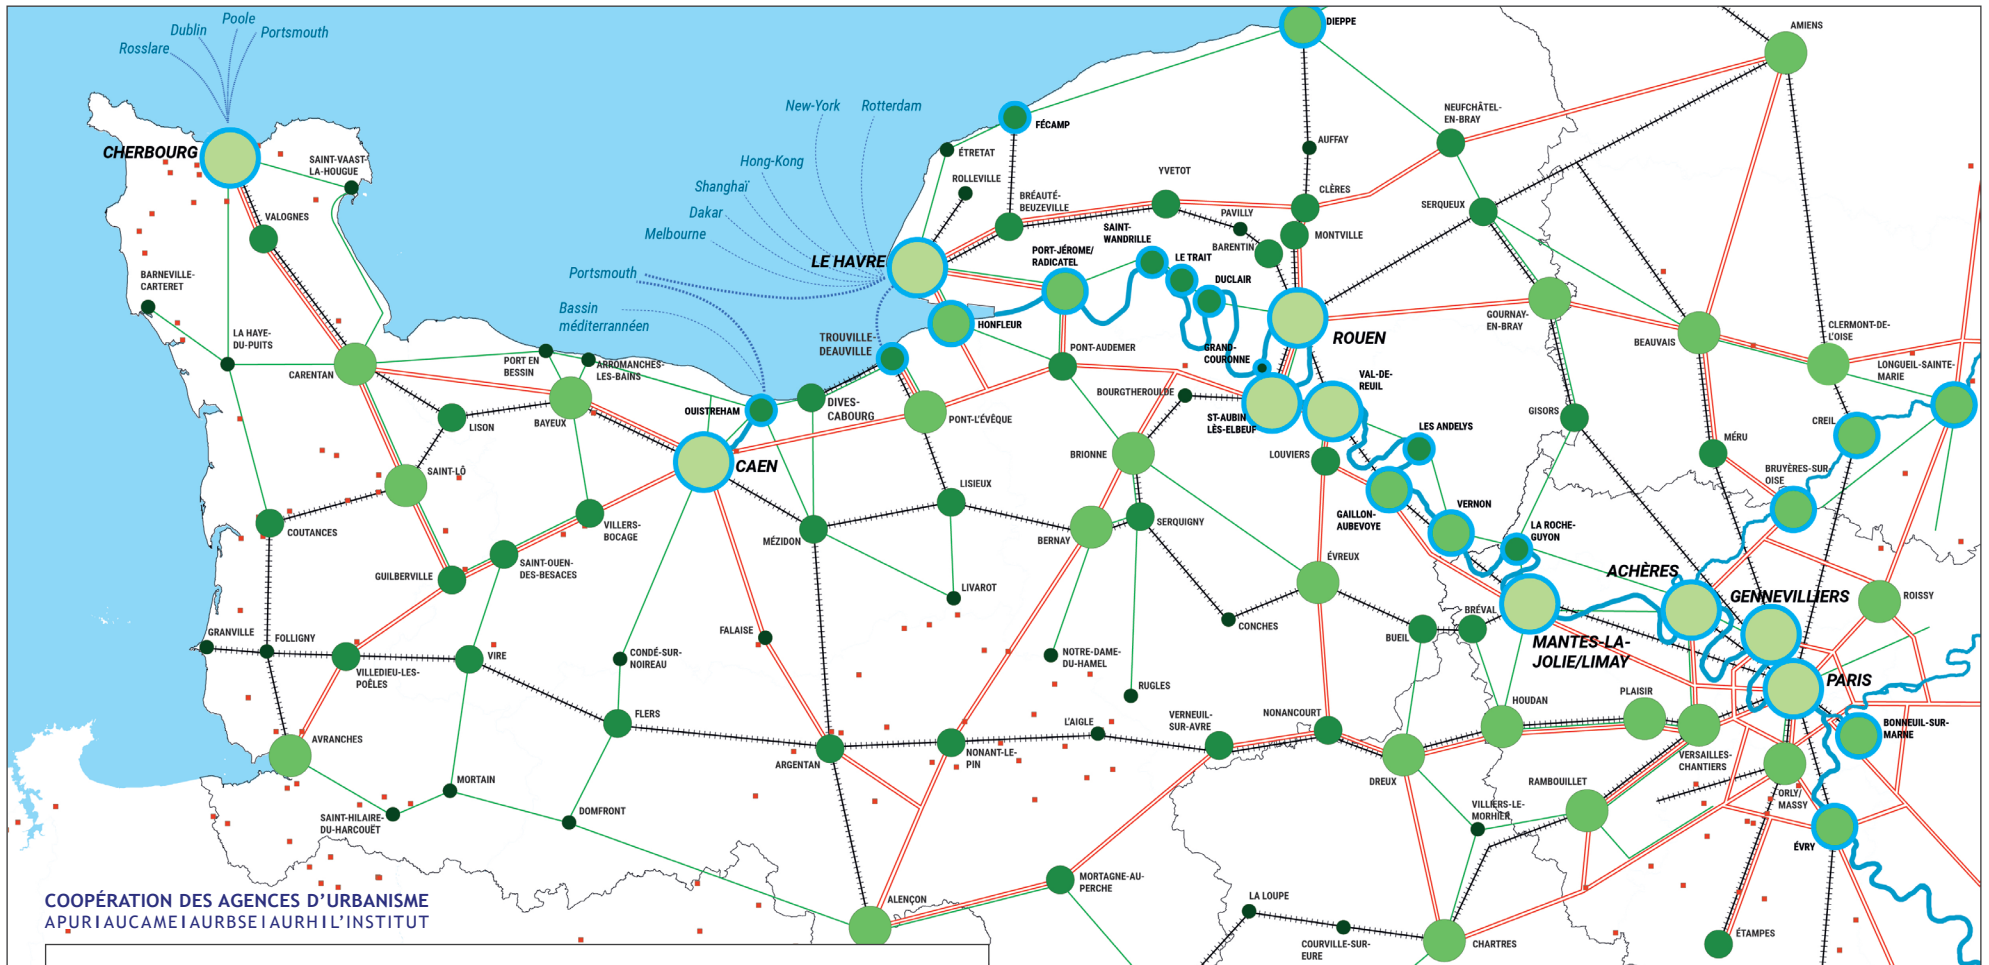 Poole
Dublin
Portsmouth
Rosslare
CHERBOURG
SAINT-VAAST-
LA-HOUGUE
VALOGNES
BARNEVILLE-
CARTERET
LA HAYE-
DU-PUITS
CARENTAN
PORT EN
BESSIN
ARROMANCHES-
LES-BAINS
LISON
BAYEUX
SAINT-LÔ
COUTANCES
VILLERS-
BOCAGE
SAINT-OUEN-
DES-BESACES
GUILBERVILLE
GRANVILLE
FOLLIGNY
VILLEDIEU-LES-
POÊLES
VIRE
CONDÉ-SUR-
NOIREAU
FLERS
AVRANCHES
MORTAIN
SAINT-HILAIRE-
DU-HARCOUËT
DOMFRONT
New-York
Rotterdam
Hong-Kong
Shanghaï
Dakar
Melbourne
Portsmouth
Bassin
méditerrannéen
DIEPPE
AMIENS
FÉCAMP
ÉTRETAT
ROLLEVILLE
BRÉAUTÉ-
BEUZEVILLE
YVETOT
AUFFAY
CLÈRES
NEUFCHÂTEL-
EN-BRAY
SERQUEUX
PAVILLY
BARENTIN
MONTVILLE
LE HAVRE
PORT-JÉROME/
RADICATEL
SAINT-
WANDRILLE
LE TRAIT
DUCLAIR
HONFLEUR
TROUVILLE-
DEAUVILLE
PONT-AUDEMER
GRAND-
COURONNE
ROUEN
GOURNAY-
EN-BRAY
BEAUVAIS
CLERMONT-DE-
L'OISE
LONGUEIL-SAINTE-
MARIE
VAL-DE-
REUIL
BOURGTHEROULDE
ST-AUBIN
LÈS-ELBEUF
OUISTREHAM
DIVES-
CABOURG
PONT-L'ÉVÊQUE
CAEN
BRIONNE
LOUVIERS
LES ANDELYS
GISORS
MÉRU
CREIL
BRUYÈRES-SUR-
OISE
LISIEUX
MÉZIDON
BERNAY
SERQUIGNY
GAILLON-
AUBEVOYE
VERNON
LA ROCHE-
GUYON
LIVAROT
ÉVREUX
CONCHES
BUEIL
BRÉVAL
MANTES-LA-
JOLIE/LIMAY
ACHÈRES
GENNEVILLIERS
ROISSY
PARIS
FALAISE
NOTRE-DAME-
DU-HAMEL
RUGLES
L'AIGLE
VERNEUIL-
SUR-AVRE
NONANCOURT
HOUDAN
PLAISIR
BONNEUIL-SUR-
MARNE
ARGENTAN
NONANT-LE-
PIN
DREUX
VERSAILLES-
CHANTIERS
RAMBOUILLET
ORLY/
MASSY
VILLIERS-LE-
MORHIER
ÉVRY
ALENÇON
MORTAGNE-AU-
PERCHE
LA LOUPE
COURVILLE-SUR-
EURE
CHARTRES
ÉTAMPES
COOPÉRATION DES AGENCES D'URBANISME
APUR I AUCAME I AURBSE I AURH I L'INSTITUT